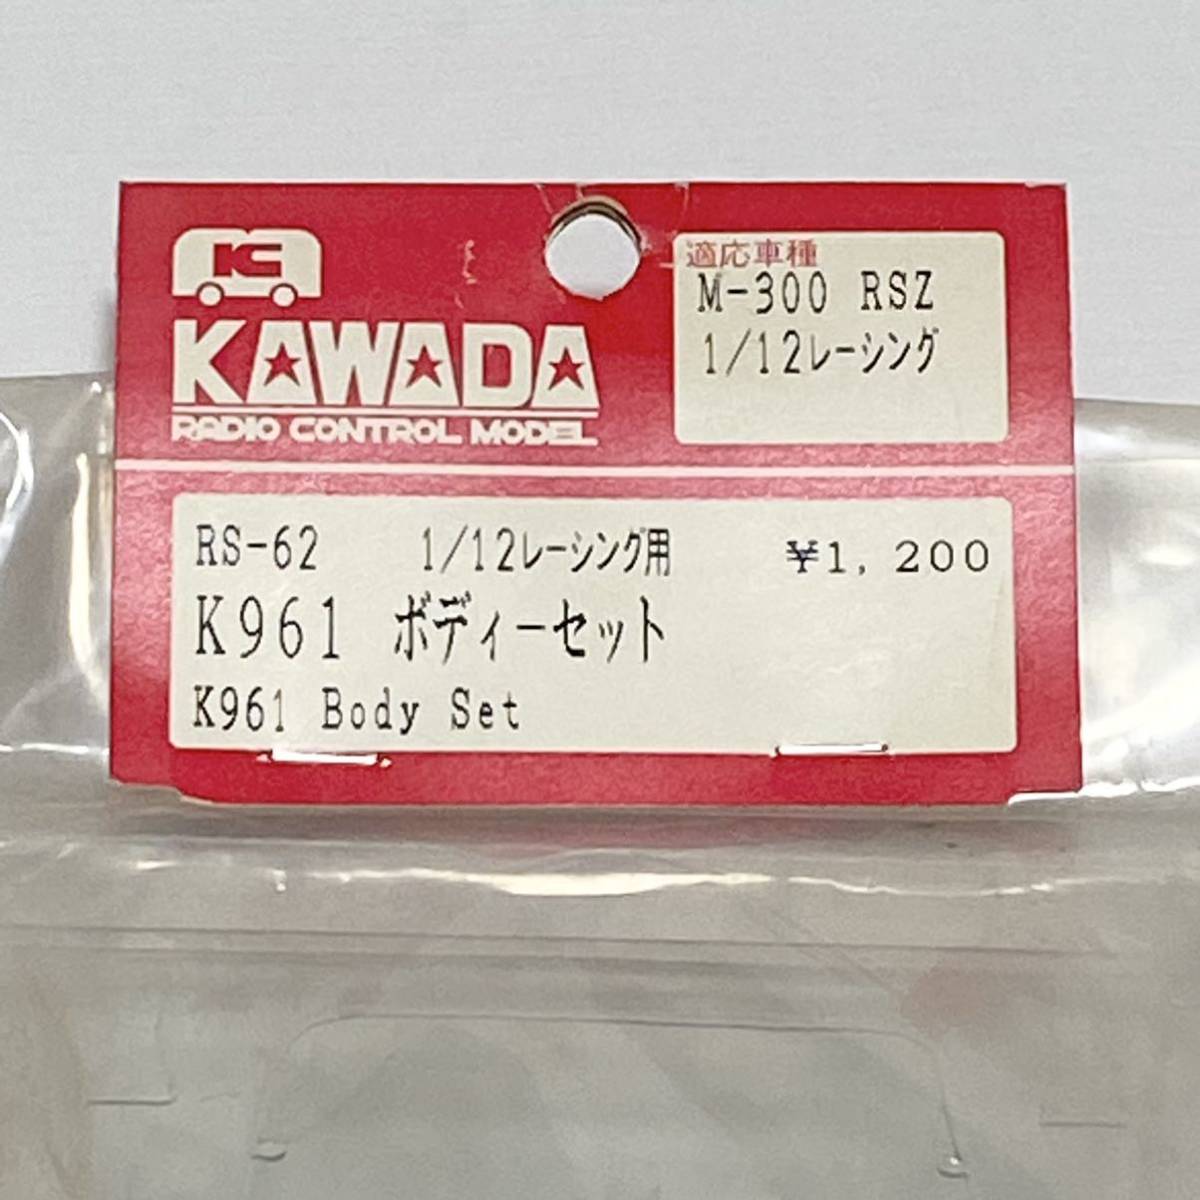 K
KAWADA
RADIO CONTROL MODEL
適応車種
M-300 RSZ
1/12レーシング
RS-62 1/12レーシング用 ¥1,200
K961 ボディーセット
K961 Body Set